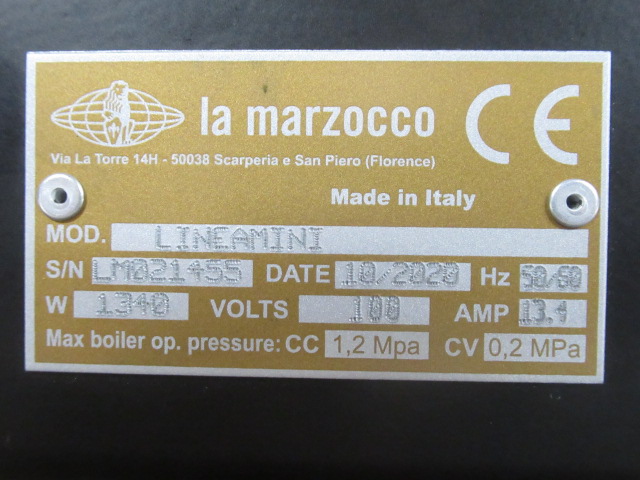 la marzocco CE
Via La Torre 14H - 50038 Scarperia e San Piero (Florence)
Made in Italy
MOD. LINEAMINI
S/N LM021455 DATE 10/2020 Hz 50/60
W 1340 VOLTS 100 AMP 13.4
Max boiler op. pressure: CC 1,2 Mpa CV 0,2 MPa